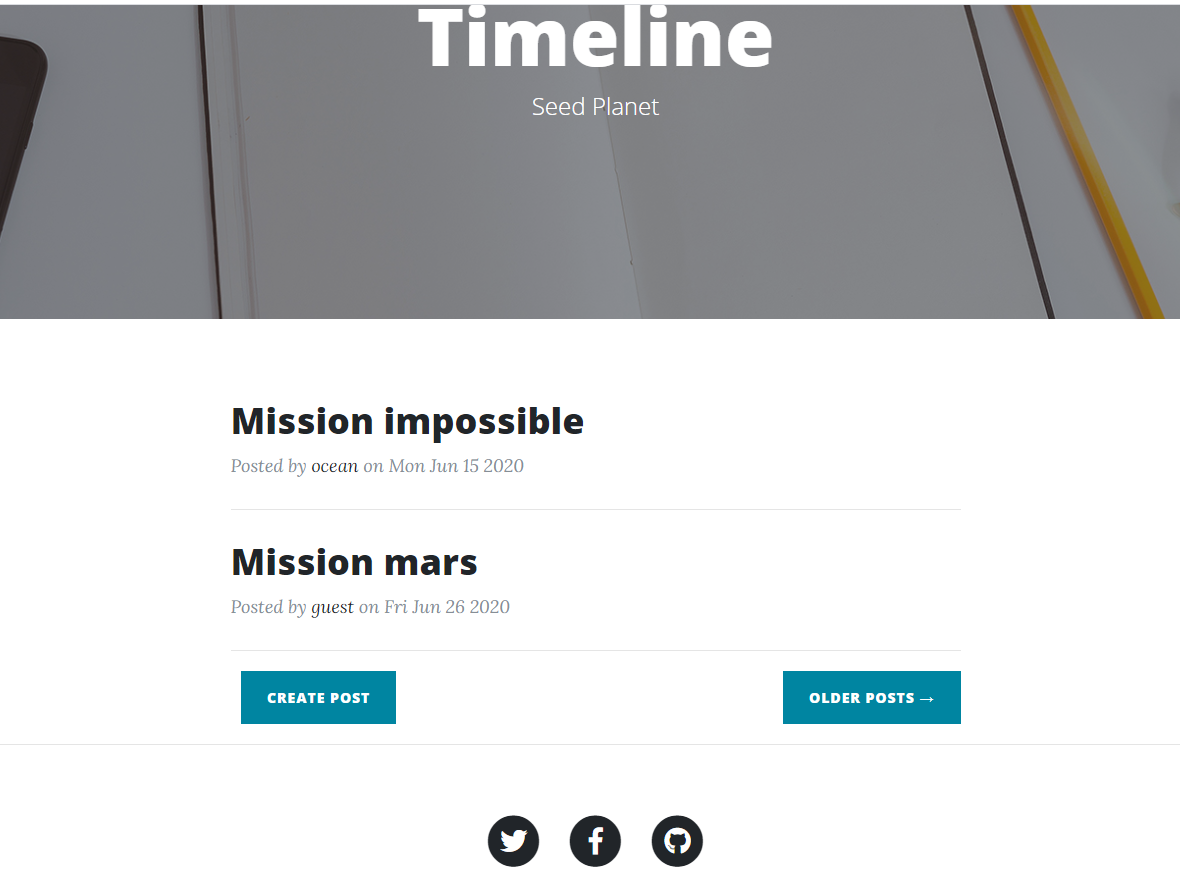 Timeline
Seed Planet
Mission impossible
Posted by ocean on Mon Jun 15 2020
Mission mars
Posted by guest on Fri Jun 26 2020
CREATE POST
OLDER POSTS →